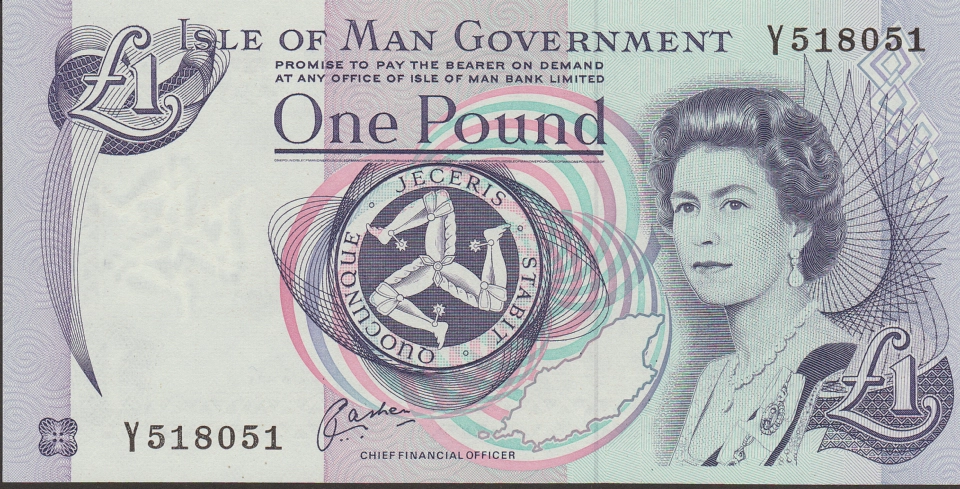 £1
ISLE OF MAN GOVERNMENT
Y518051
PROMISE TO PAY THE BEARER ON DEMAND
AT ANY OFFICE OF ISLE OF MAN BANK LIMITED
One Pound
QUOCUNQUE JECERIS STABIT
£1
Y518051
Cashen
CHIEF FINANCIAL OFFICER